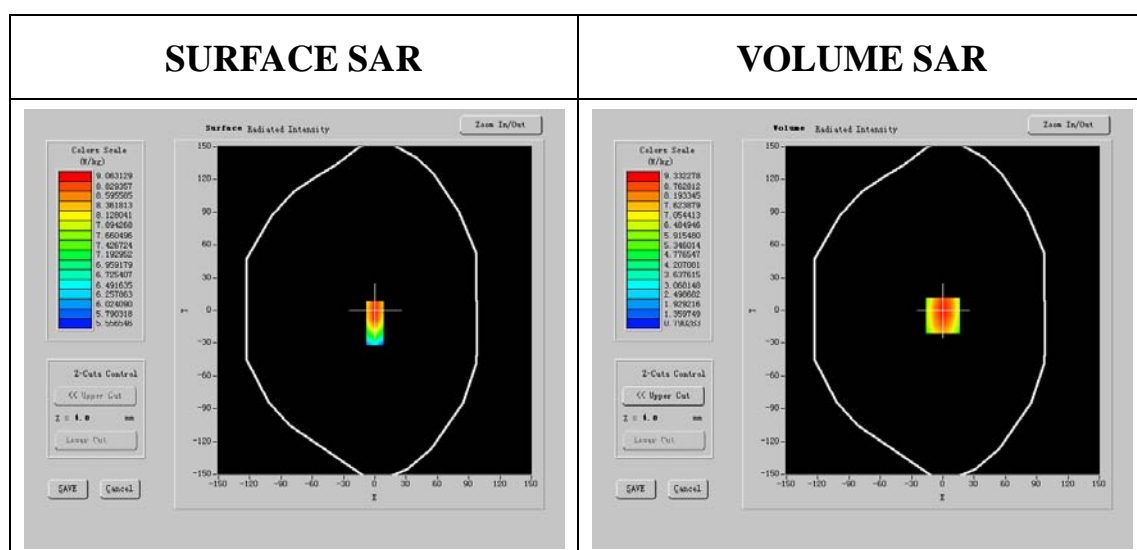 SURFACE SAR
VOLUME SAR
Surface Radiated Intensity
Zoom In/Out
Colors Scale
(W/kg)
9.063129
8.829357
8.595585
8.361813
8.128041
7.894268
7.660496
7.426724
7.192952
6.959179
6.725407
6.491635
6.257863
6.024090
5.790318
5.556546
150
120
90
60
30
0
-30
-60
-90
-120
-150
Y
-150 -120 -90 -60 -30 0 30 60 90 120 150
X
Z-Cuts Control
<< Upper Cut
Z = 4.0 mm
Lower Cut
SAVE
Cancel
Volume Radiated Intensity
Zoom In/Out
Colors Scale
(W/kg)
9.332278
8.762812
8.193345
7.623879
7.054413
6.484946
5.915480
5.346014
4.776547
4.207081
3.637615
3.068148
2.498682
1.929216
1.359749
0.790283
150
120
90
60
30
0
-30
-60
-90
-120
-150
Y
-150 -120 -90 -60 -30 0 30 60 90 120 150
X
Z-Cuts Control
<< Upper Cut
Z = 4.0 mm
Lower Cut
SAVE
Cancel